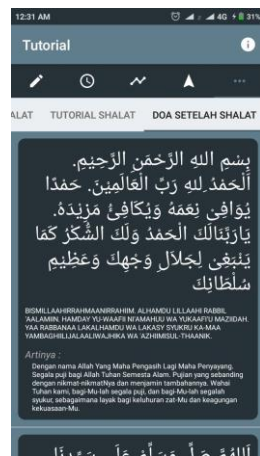 12:31 AM 4G 31%
Tutorial
ALAT TUTORIAL SHALAT DOA SETELAH SHALAT
بِسْمِ اللهِ الرَّحْمَنِ الرَّحِيْمِ.
اَلْحَمْدُ ِللهِ رَبِّ الْعَالَمِيْنَ. حَمْدًا
يُوَافِى نِعَمَهُ وَيُكَافِىُٔ مَزِيْدَهُ.
يَارَبَّنَالَكَ الْحَمْدُ وَلَكَ الشُّكْرُ كَمَا
يَنْبَغِى لِجَلاَلِ وَجْهِكَ وَعَظِيْمِ
سُلْطَانِكَ
BISMILLAAHIRRAHMAANIRRAHIIM. ALHAMDU LILLAAHI RABBIL
'AALAMIIN. HAMDAY YU-WAAFII NI'AMAHUU WA YUKAAFI'U MAZIIDAH.
YAA RABBANAA LAKALHAMDU WA LAKASY SYUKRU KA-MAA
YAMBAGHIILIJALAALIWAJHIKA WA 'AZHIIMISUL-THAANIK.
Artinya :
Dengan nama Allah Yang Maha Pengasih Lagi Maha Penyayang.
Segala puji bagi Allah Tuhan Semesta Alam. Pujian yang sebanding
dengan nikmat-nikmatNya dan menjamin tambahannya. Wahai
Tuhan kami, bagi-Mu-lah segala puji, dan bagi-Mu-lah segalah
syukur, sebagaimana layak bagi keluhuran zat-Mu dan keagungan
kekuasaan-Mu.